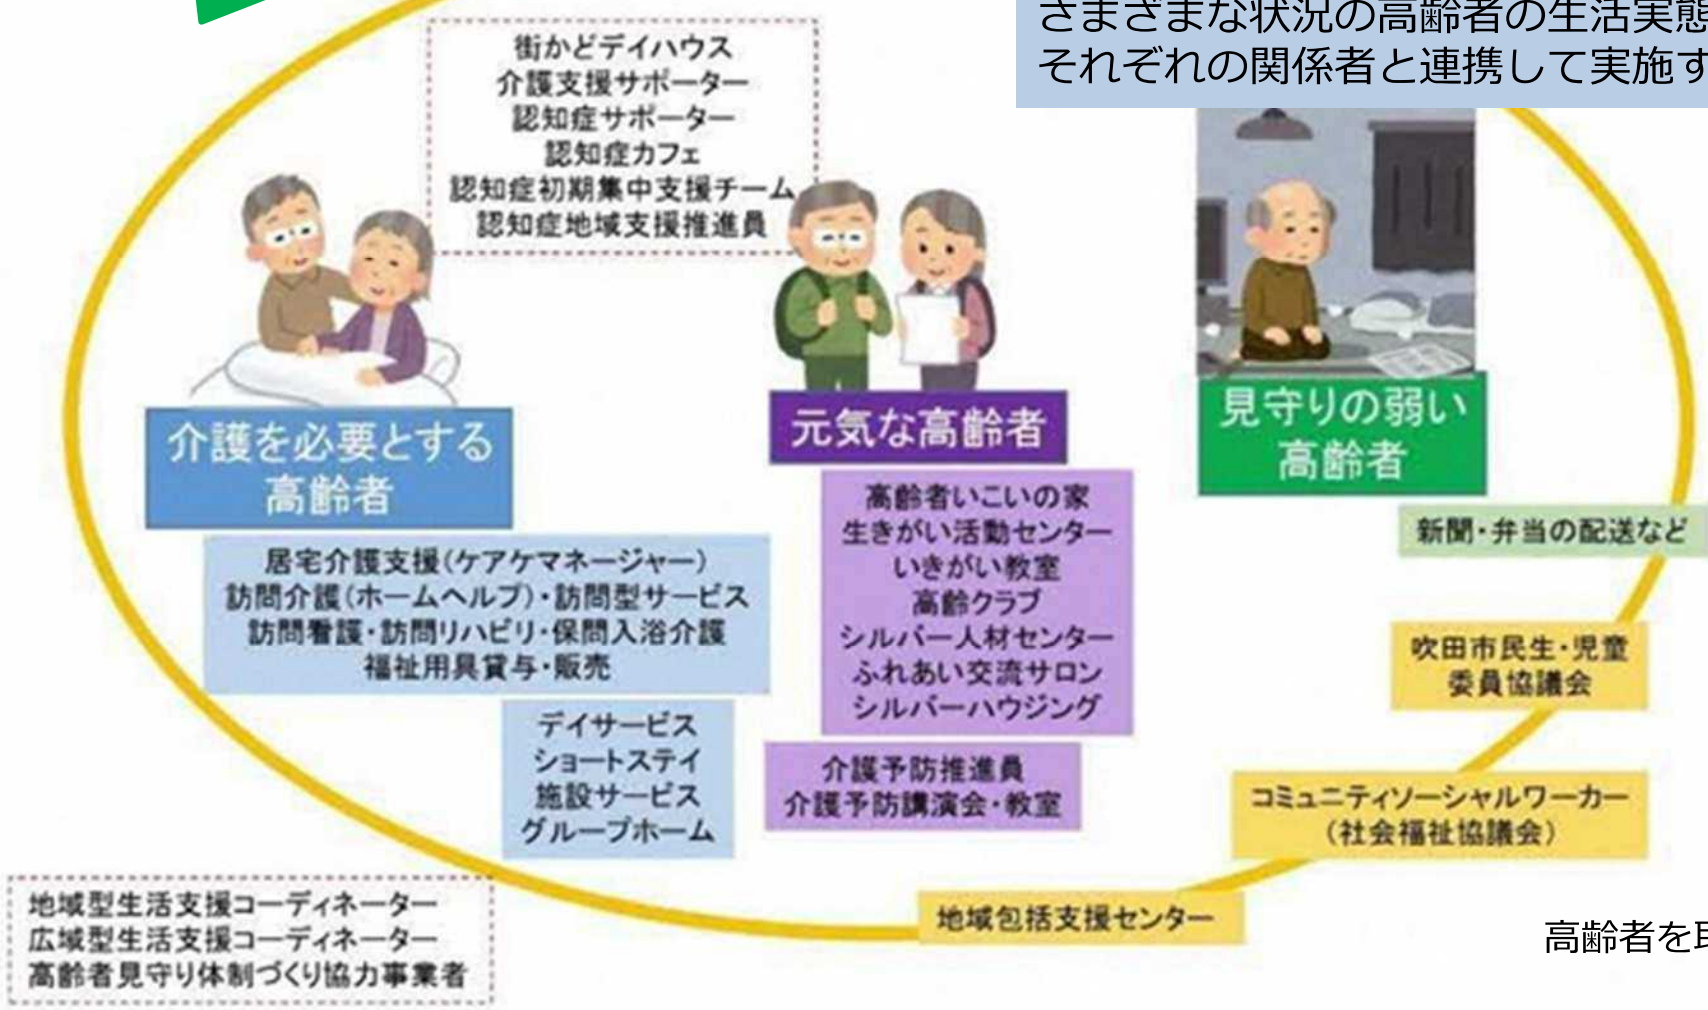 さまざまな状況の高齢者の生活実態
それぞれの関係者と連携して実施す
街かどデイハウス
介護支援サポーター
認知症サポーター
認知症カフェ
認知症初期集中支援チーム
認知症地域支援推進員
介護を必要とする
高齢者
居宅介護支援(ケアケマネージャー)
訪問介護(ホームヘルプ)・訪問型サービス
訪問看護・訪問リハビリ・保問入浴介護
福祉用具貸与・販売
デイサービス
ショートステイ
施設サービス
グループホーム
元気な高齢者
高齢者いこいの家
生きがい活動センター
いきがい教室
高齢クラブ
シルバー人材センター
ふれあい交流サロン
シルバーハウジング
介護予防推進員
介護予防講演会・教室
見守りの弱い
高齢者
新聞・弁当の配送など
吹田市民生・児童
委員協議会
コミュニティソーシャルワーカー
(社会福祉協議会)
地域包括支援センター
地域型生活支援コーディネーター
広域型生活支援コーディネーター
高齢者見守り体制づくり協力事業者
高齢者を